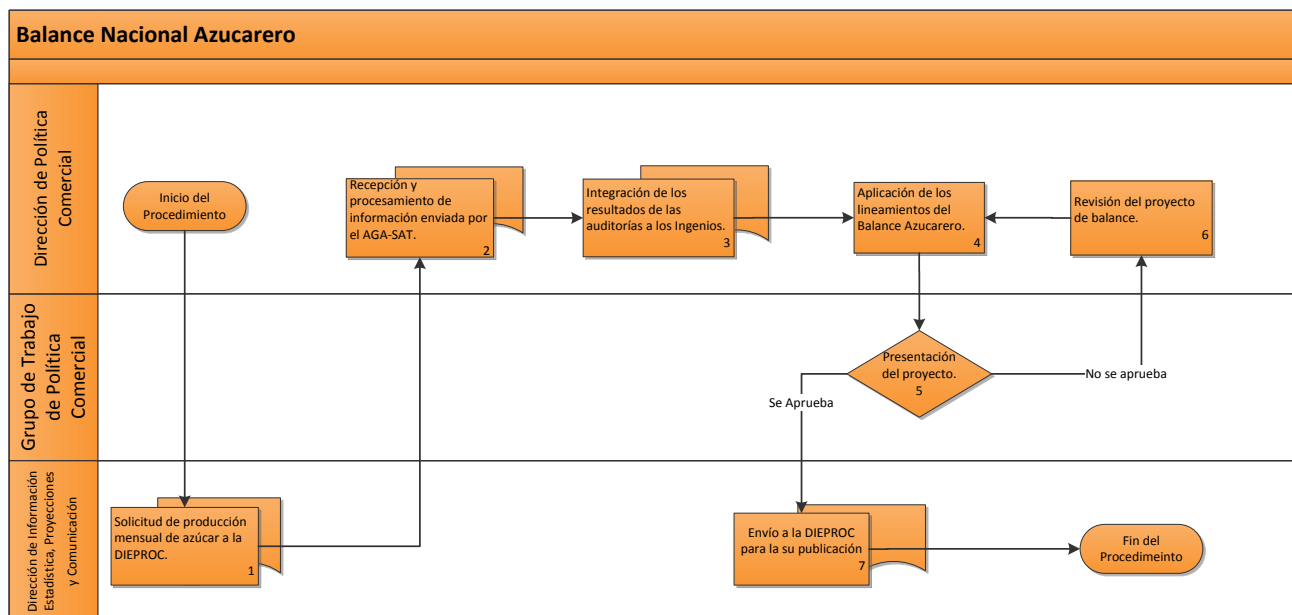 Balance Nacional Azucarero
Dirección de Política
Comercial
Inicio del
Procedimiento
Recepción y
procesamiento de
información enviada por
el AGA-SAT.
2
Integración de los
resultados de las
auditorías a los Ingenios.
3
Aplicación de los
lineamientos del
Balance Azucarero.
4
Revisión del proyecto
de balance.
6
Grupo de Trabajo
de Política
Comercial
Presentación
del proyecto.
5
No se aprueba
Se Aprueba
Dirección de Información
Estadística, Proyecciones
y Comunicación
Solicitud de producción
mensual de azúcar a la
DIEPROC.
1
Envío a la DIEPROC
para la su publicación
7
Fin del
Procedimeinto